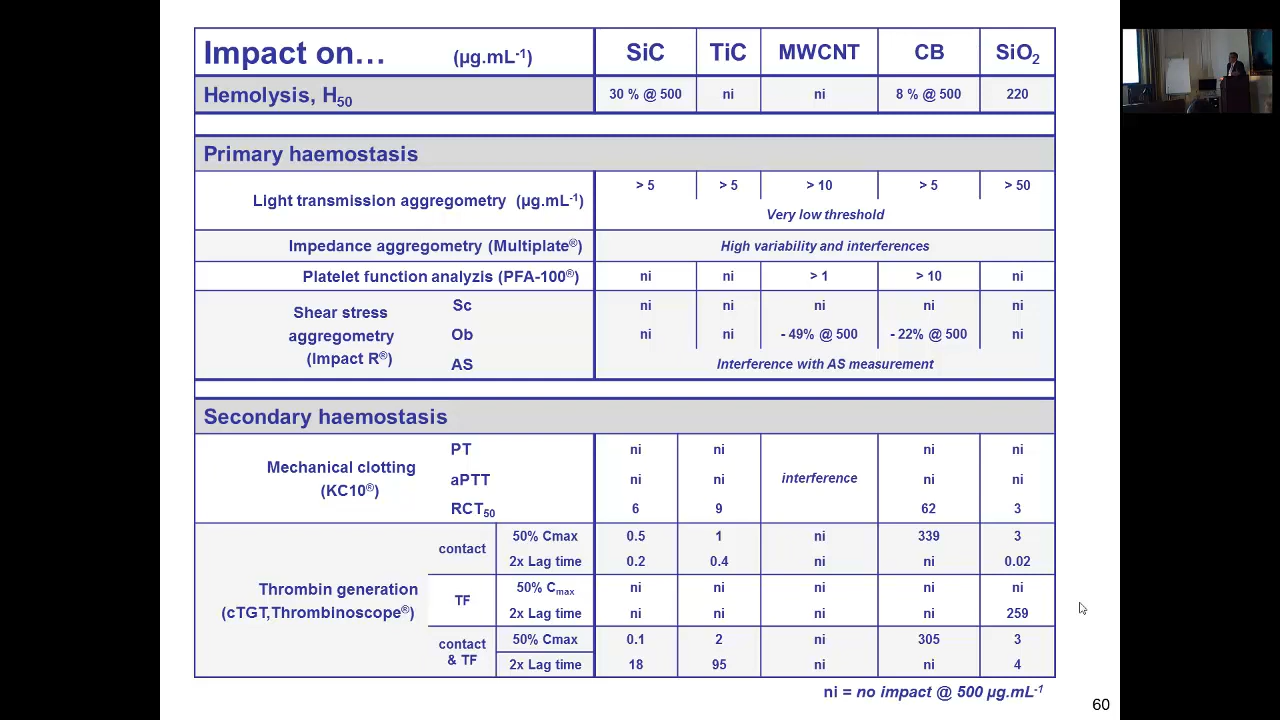 Impact on… (µg.mL-1) SiC TiC MWCNT CB SiO2
Hemolysis, H50 30 % @ 500 ni ni 8 % @ 500 220
Primary haemostasis
Light transmission aggregometry (µg.mL-1) > 5 > 5 > 10 > 5 > 50
Very low threshold
Impedance aggregometry (Multiplate®) High variability and interferences
Platelet function analyzis (PFA-100®) ni ni > 1 > 10 ni
Shear stress aggregometry (Impact R®)
Sc ni ni ni ni ni
Ob ni ni - 49% @ 500 - 22% @ 500 ni
AS Interference with AS measurement
Secondary haemostasis
Mechanical clotting (KC10®)
PT ni ni ni ni
aPTT ni ni interference ni ni
RCT50 6 9 62 3
Thrombin generation (cTGT,Thrombinoscope®)
contact
50% Cmax 0.5 1 ni 339 3
2x Lag time 0.2 0.4 ni ni 0.02
TF
50% Cmax ni ni ni ni ni
2x Lag time ni ni ni ni 259
contact & TF
50% Cmax 0.1 2 ni 305 3
2x Lag time 18 95 ni ni 4
ni = no impact @ 500 µg.mL-1
60